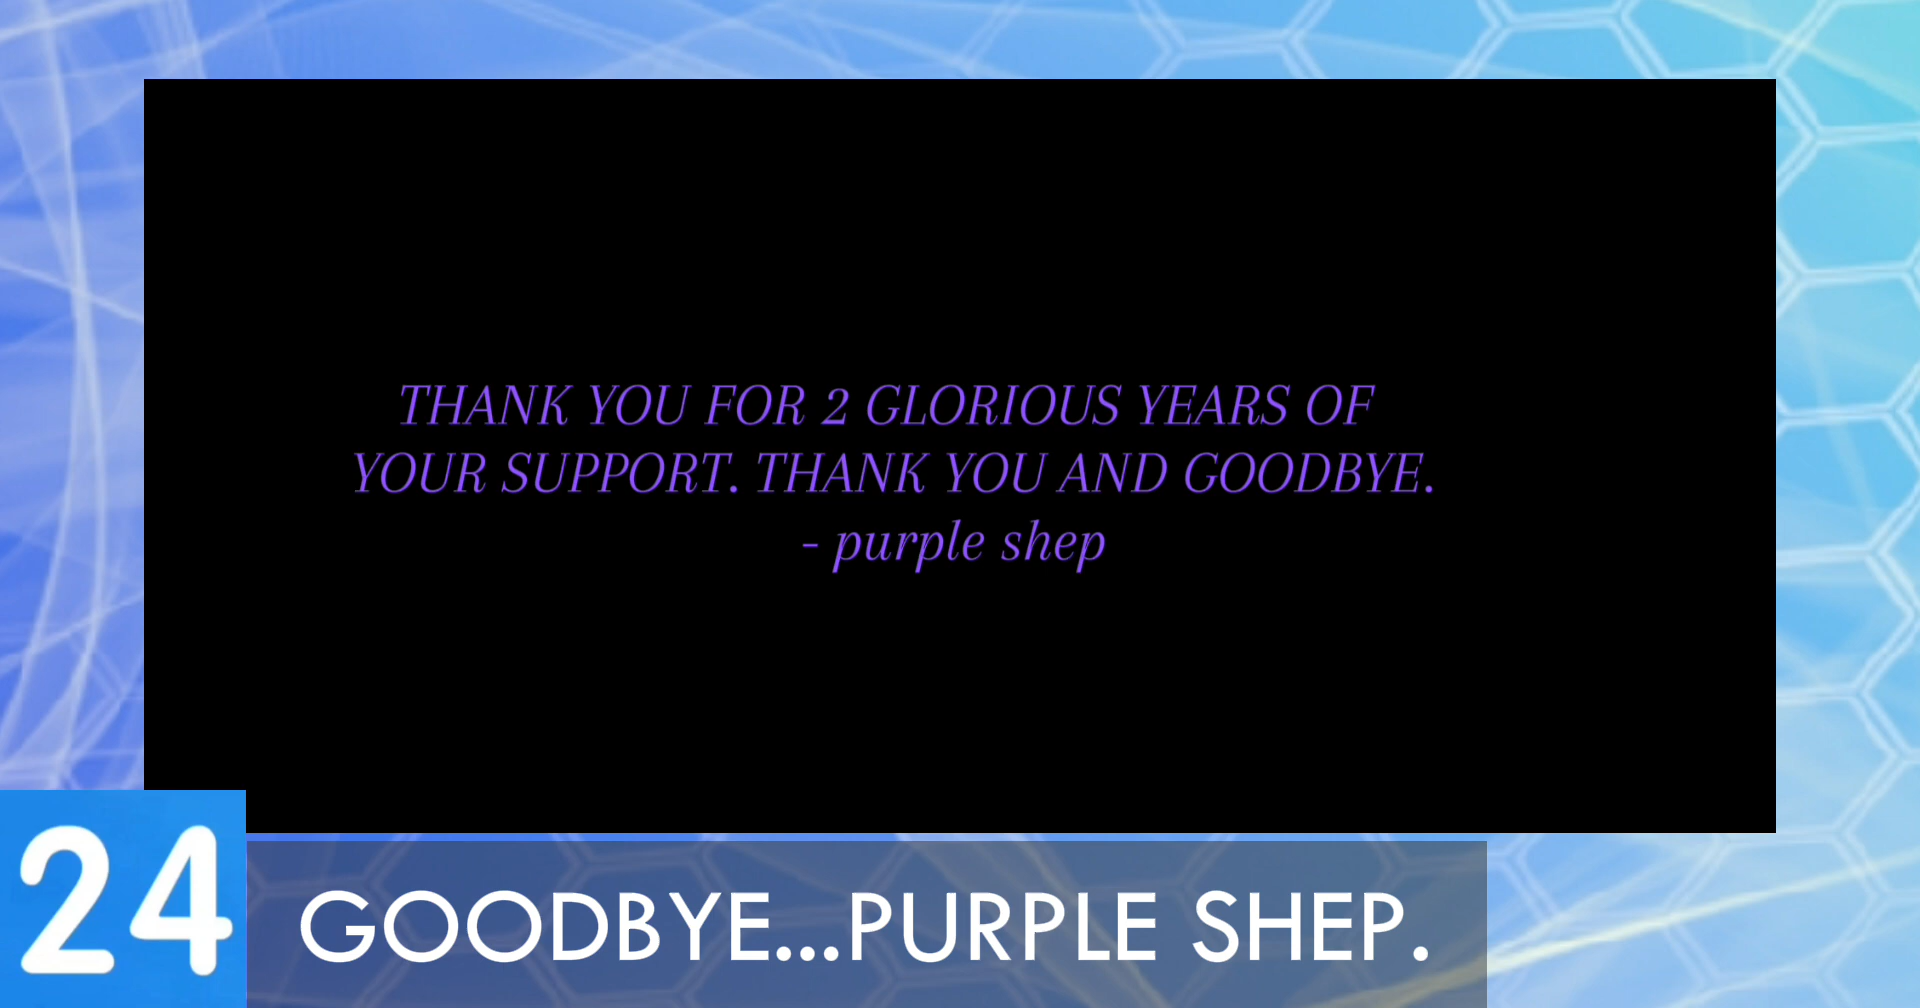 THANK YOU FOR 2 GLORIOUS YEARS OF
YOUR SUPPORT. THANK YOU AND GOODBYE.
- purple shep
24
GOODBYE...PURPLE SHEP.